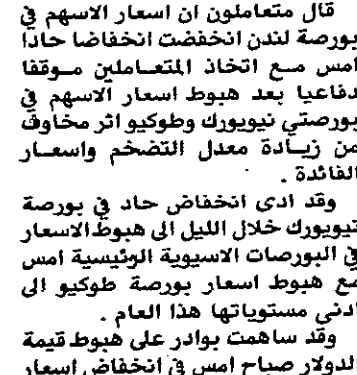 قال متعاملون ان اسعار الاسهم في
بورصة لندن انخفضت انخفاضا حادا
امس مع اتخاذ المتعاملين موقفا
دفاعيا بعد هبوط اسعار الاسهم في
بورصتي نيويورك وطوكيو اثر مخاوف
من زيادة معدل التضخم واسعار
الفائدة .
وقد ادى انخفاض حاد في بورصة
نيويورك خلال الليل الى هبوط الاسعار
في البورصات الاسيوية الرئيسية امس
مع هبوط اسعار بورصة طوكيو الى
ادنى مستوياتها هذا العام .
وقد ساهمت بوادر على هبوط قيمة
الدولار صباح امس في انخفاض اسعار